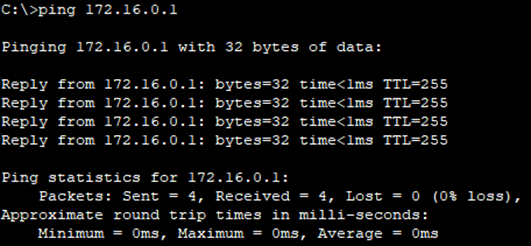 C:\>ping 172.16.0.1
Pinging 172.16.0.1 with 32 bytes of data:
Reply from 172.16.0.1: bytes=32 time<1ms TTL=255
Reply from 172.16.0.1: bytes=32 time<1ms TTL=255
Reply from 172.16.0.1: bytes=32 time<1ms TTL=255
Reply from 172.16.0.1: bytes=32 time<1ms TTL=255
Ping statistics for 172.16.0.1:
    Packets: Sent = 4, Received = 4, Lost = 0 (0% loss),
Approximate round trip times in milli-seconds:
    Minimum = 0ms, Maximum = 0ms, Average = 0ms